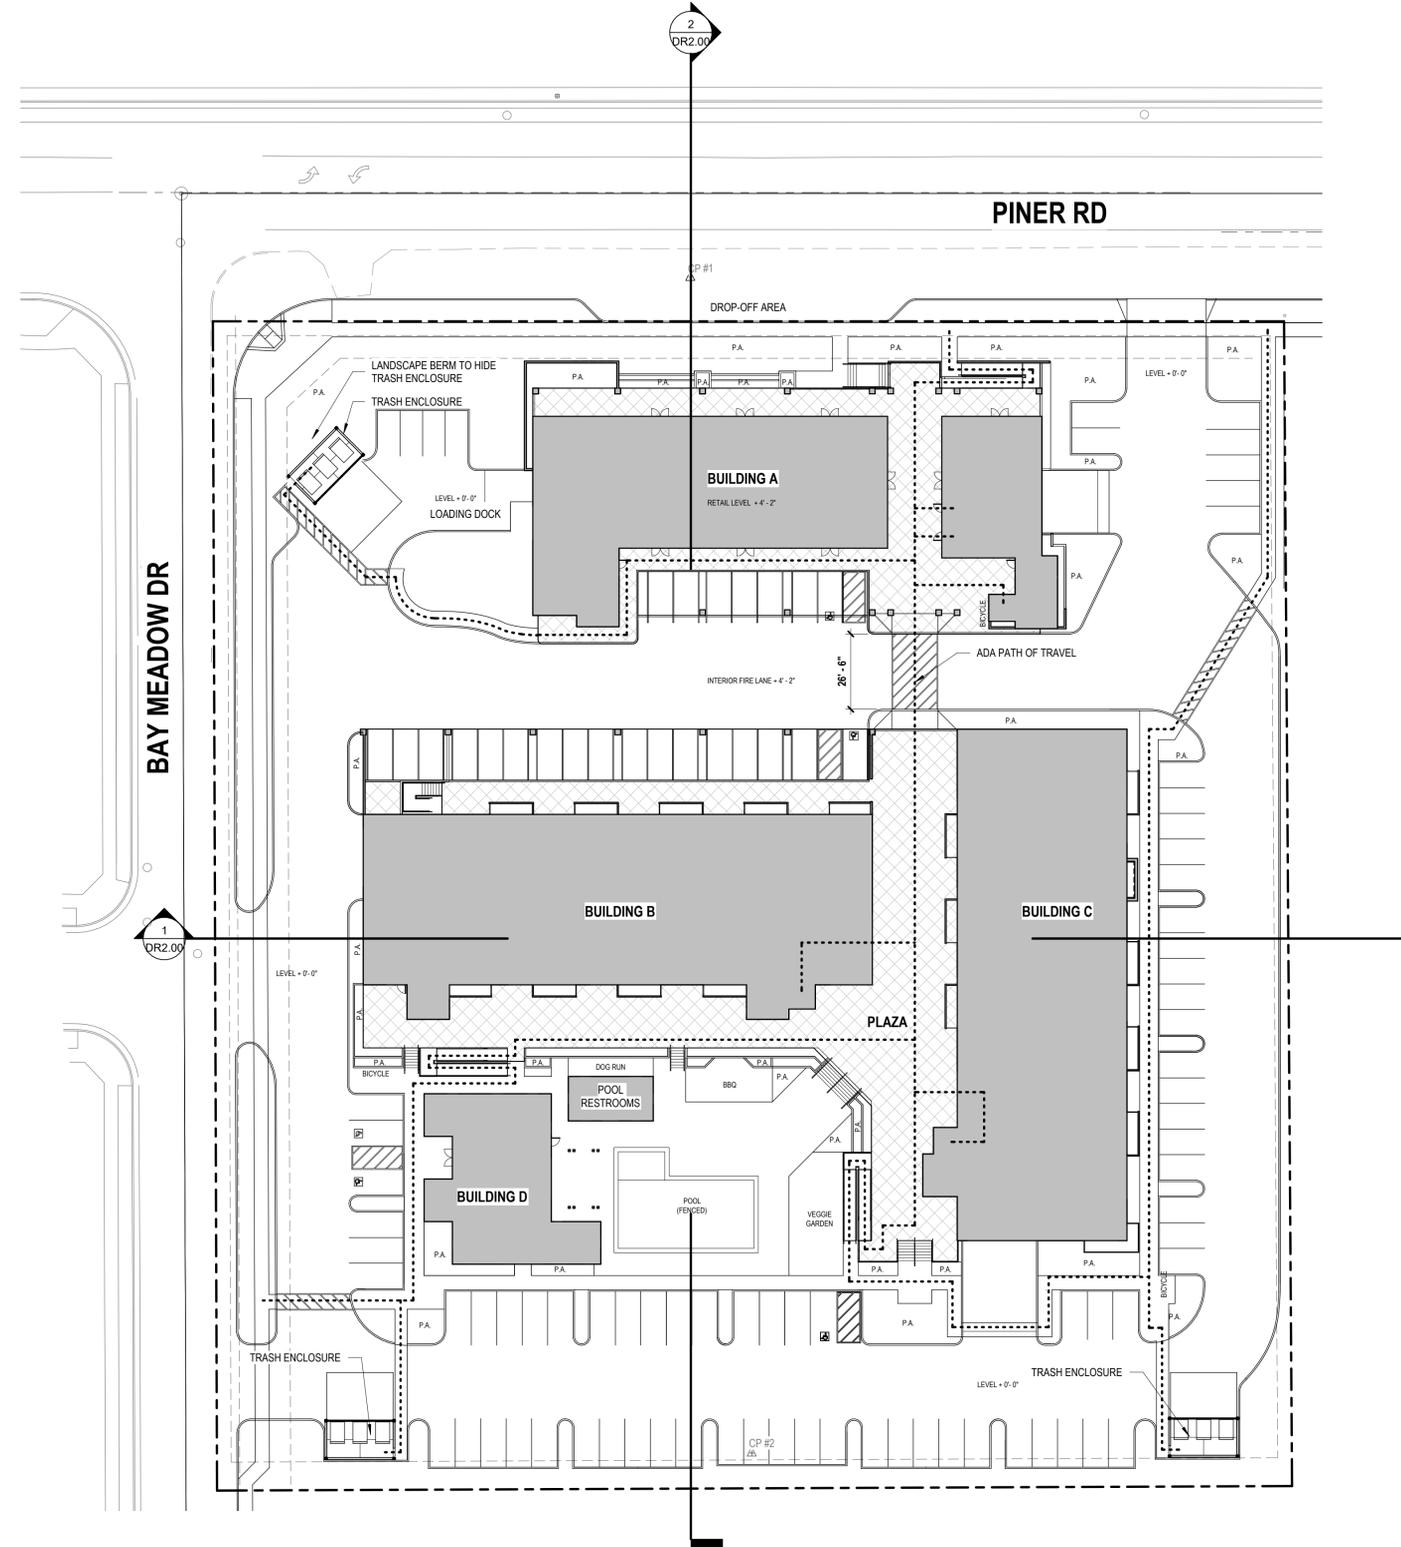 2
DR2.00
PINER RD
CP #1
DROP-OFF AREA
P.A.
P.A.
P.A.
LANDSCAPE BERM TO HIDE
TRASH ENCLOSURE
P.A.
P.A.
P.A.
P.A.
P.A.
P.A.
P.A.
LEVEL + 0'- 0"
TRASH ENCLOSURE
P.A.
BUILDING A
RETAIL LEVEL + 4' - 2"
LEVEL + 0'- 0"
LOADING DOCK
P.A.
P.A.
P.A.
BICYCLE
BAY MEADOW DR
ADA PATH OF TRAVEL
26' - 6"
INTERIOR FIRE LANE + 4' - 2"
P.A.
P.A.
P.A.
BUILDING B
BUILDING C
1
DR2.00
P.A.
LEVEL + 0'- 0"
P.A.
PLAZA
P.A.
BICYCLE
P.A.
DOG RUN
P.A.
POOL
RESTROOMS
BBQ
P.A.
P.A.
P.A.
BUILDING D
POOL
(FENCED)
VEGGIE
GARDEN
P.A.
P.A.
P.A.
P.A.
P.A.
BICYCLE
P.A.
P.A.
P.A.
TRASH ENCLOSURE
TRASH ENCLOSURE
LEVEL + 0'- 0"
CP #2